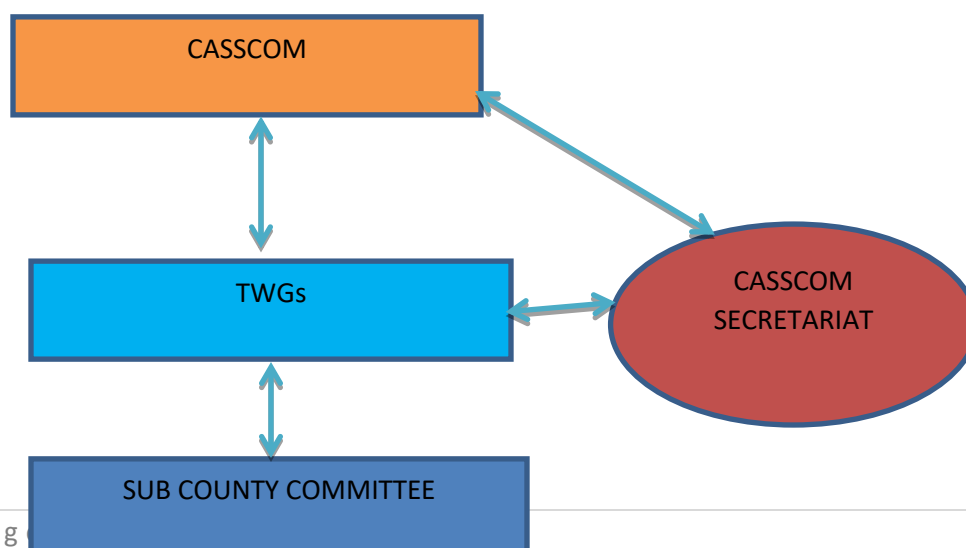 CASSCOM
TWGs
CASSCOM
SECRETARIAT
SUB COUNTY COMMITTEE
g